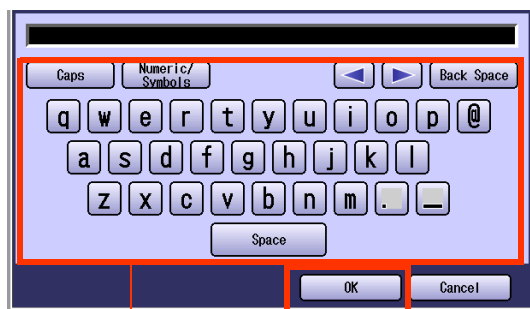 Caps Numeric/ Back Space
Symbols
q w e r t y u i o p @
a s d f g h j k l
z x c v b n m . _
Space
OK Cancel